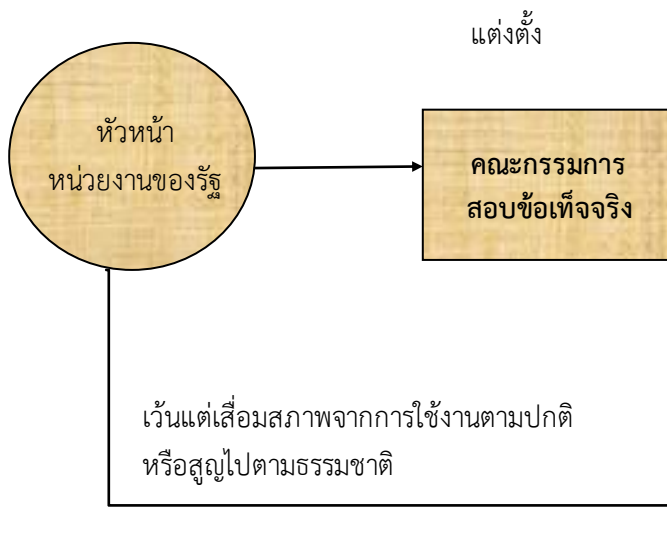 แต่งตั้ง
หัวหน้า
หน่วยงานของรัฐ
คณะกรรมการ
สอบข้อเท็จจริง
เว้นแต่เสื่อมสภาพจากการใช้งานตามปกติ
หรือสูญไปตามธรรมชาติ